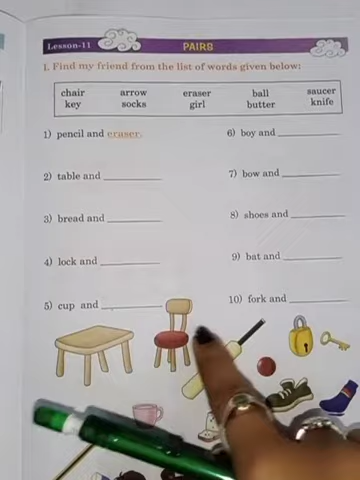 Lesson-11
PAIRS
I. Find my friend from the list of words given below:
chair arrow eraser ball saucer
key socks girl butter knife
1) pencil and eraser.
6) boy and
2) table and
7) bow and
3) bread and
8) shoes and
4) lock and
9) bat and
5) cup and
10) fork and